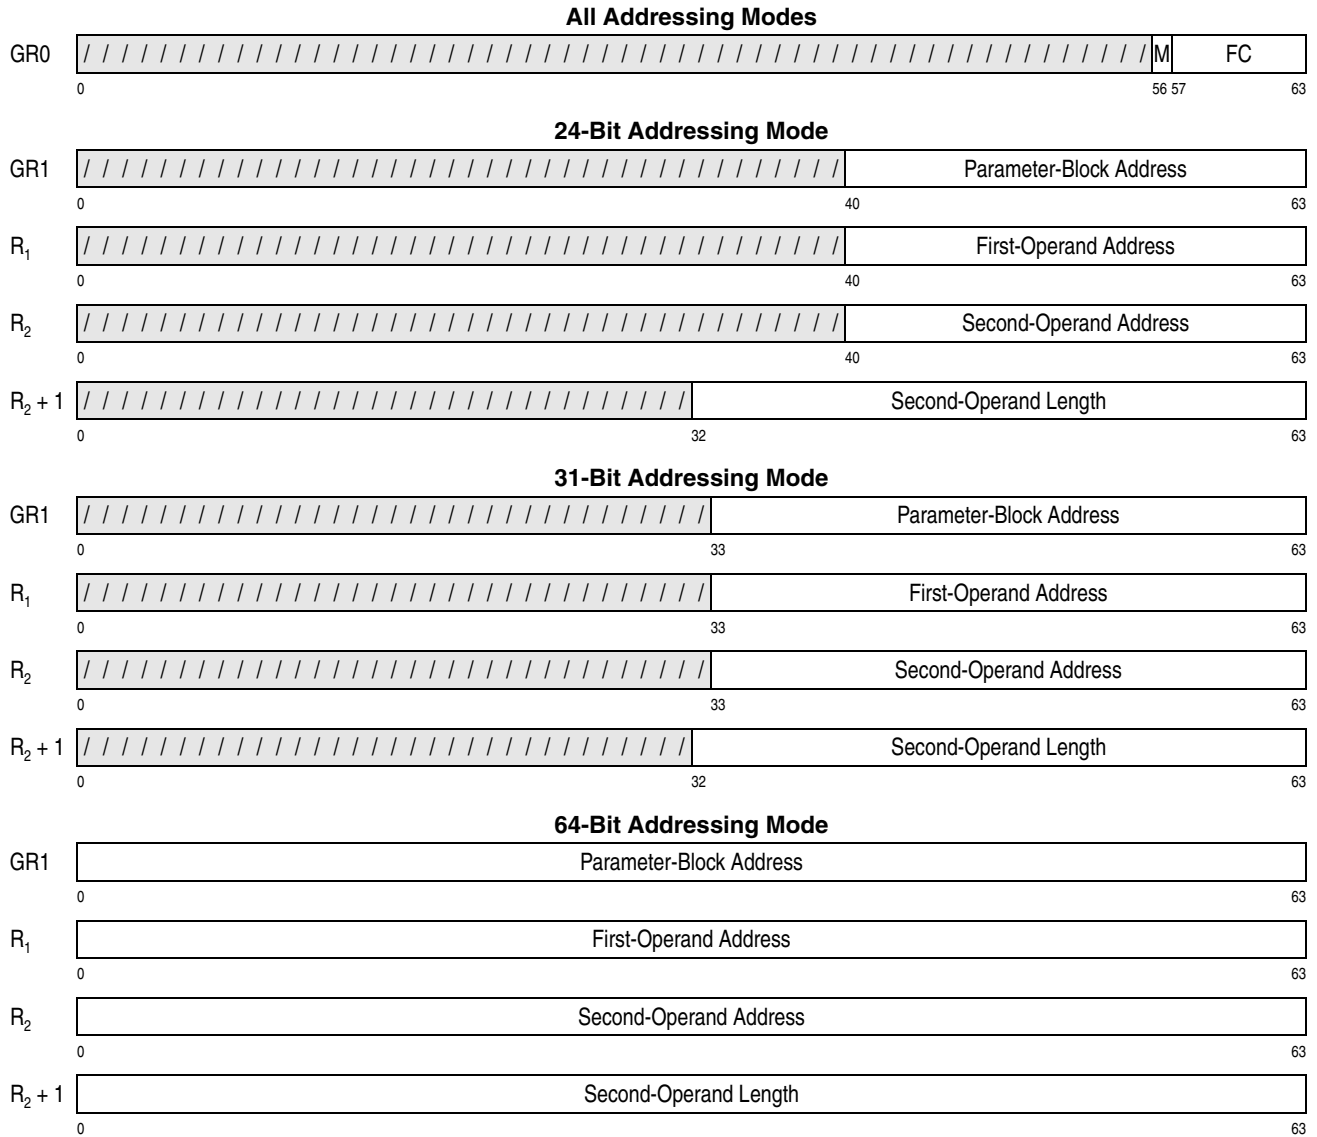 All Addressing Modes
GR0 / / / / / / / / / / / / / / / / / / / / / / / / / / / / / / / / / / / / / / / / / / / / / / / / / / / / / / / / M FC
0 56 57 63
24-Bit Addressing Mode
GR1 / / / / / / / / / / / / / / / / / / / / / / / / / / / / / / / / / / / / / / / / Parameter-Block Address
0 40 63
R1 / / / / / / / / / / / / / / / / / / / / / / / / / / / / / / / / / / / / / / / / First-Operand Address
0 40 63
R2 / / / / / / / / / / / / / / / / / / / / / / / / / / / / / / / / / / / / / / / / Second-Operand Address
0 40 63
R2 + 1 / / / / / / / / / / / / / / / / / / / / / / / / / / / / / / / / Second-Operand Length
0 32 63
31-Bit Addressing Mode
GR1 / / / / / / / / / / / / / / / / / / / / / / / / / / / / / / / / / Parameter-Block Address
0 33 63
R1 / / / / / / / / / / / / / / / / / / / / / / / / / / / / / / / / / First-Operand Address
0 33 63
R2 / / / / / / / / / / / / / / / / / / / / / / / / / / / / / / / / / Second-Operand Address
0 33 63
R2 + 1 / / / / / / / / / / / / / / / / / / / / / / / / / / / / / / / / Second-Operand Length
0 32 63
64-Bit Addressing Mode
GR1 Parameter-Block Address
0 63
R1 First-Operand Address
0 63
R2 Second-Operand Address
0 63
R2 + 1 Second-Operand Length
0 63